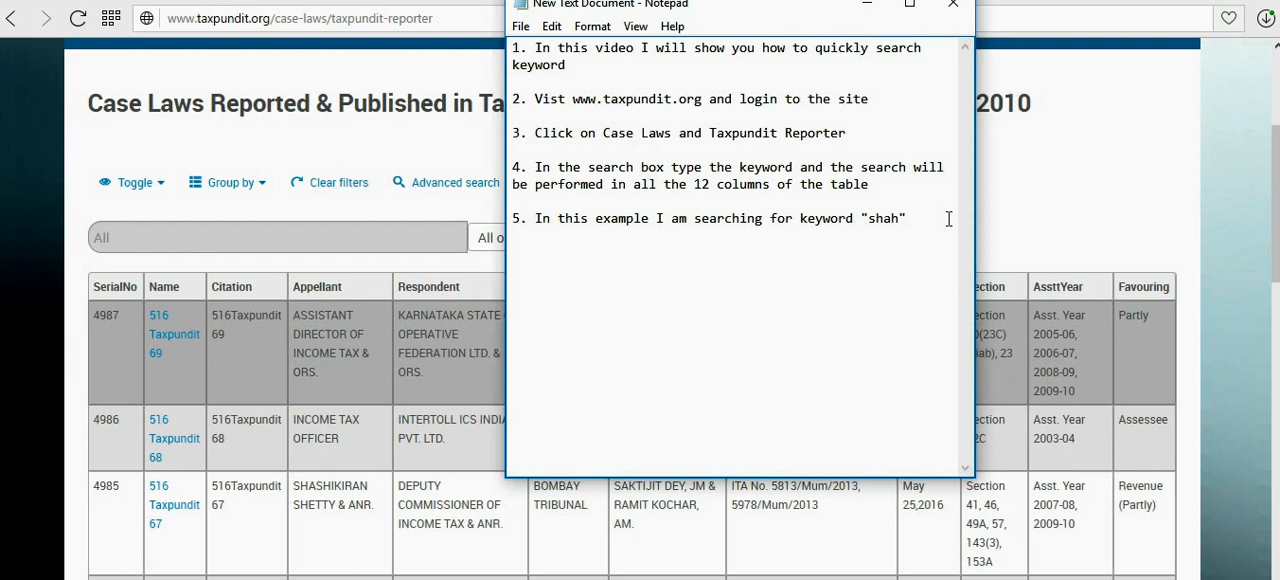 www.taxpundit.org/case-laws/taxpundit-reporter
New Text Document - Notepad
File Edit Format View Help
1. In this video I will show you how to quickly search
keyword
2. Vist www.taxpundit.org and login to the site
3. Click on Case Laws and Taxpundit Reporter
4. In the search box type the keyword and the search will
be performed in all the 12 columns of the table
5. In this example I am searching for keyword "shah"
Case Laws Reported & Published in Ta 2010
Toggle Group by Clear filters Advanced search
All All o
SerialNo Name Citation Appellant Respondent ection AssttYear Favouring
4987 516 516Taxpundit ASSISTANT KARNATAKA STATE ection Asst. Year Partly
Taxpundit 69 DIRECTOR OF OPERATIVE 0(23C) 2005-06,
69 INCOME TAX & FEDERATION LTD. & iab), 23 2006-07,
ORS. ORS. 2008-09,
2009-10
4986 516 516Taxpundit INCOME TAX INTERTOLL ICS INDIA ection Asst. Year Assessee
Taxpundit 68 OFFICER PVT. LTD. 2C 2003-04
68
4985 516 516Taxpundit SHASHIKIRAN DEPUTY BOMBAY SAKTIJIT DEY, JM & ITA No. 5813/Mum/2013, May Section Asst. Year Revenue
Taxpundit 67 SHETTY & ANR. COMMISSIONER OF TRIBUNAL RAMIT KOCHAR, 5978/Mum/2013 25,2016 41, 46, 2007-08, (Partly)
67 INCOME TAX & ANR. AM. 49A, 57, 2009-10
143(3),
153A